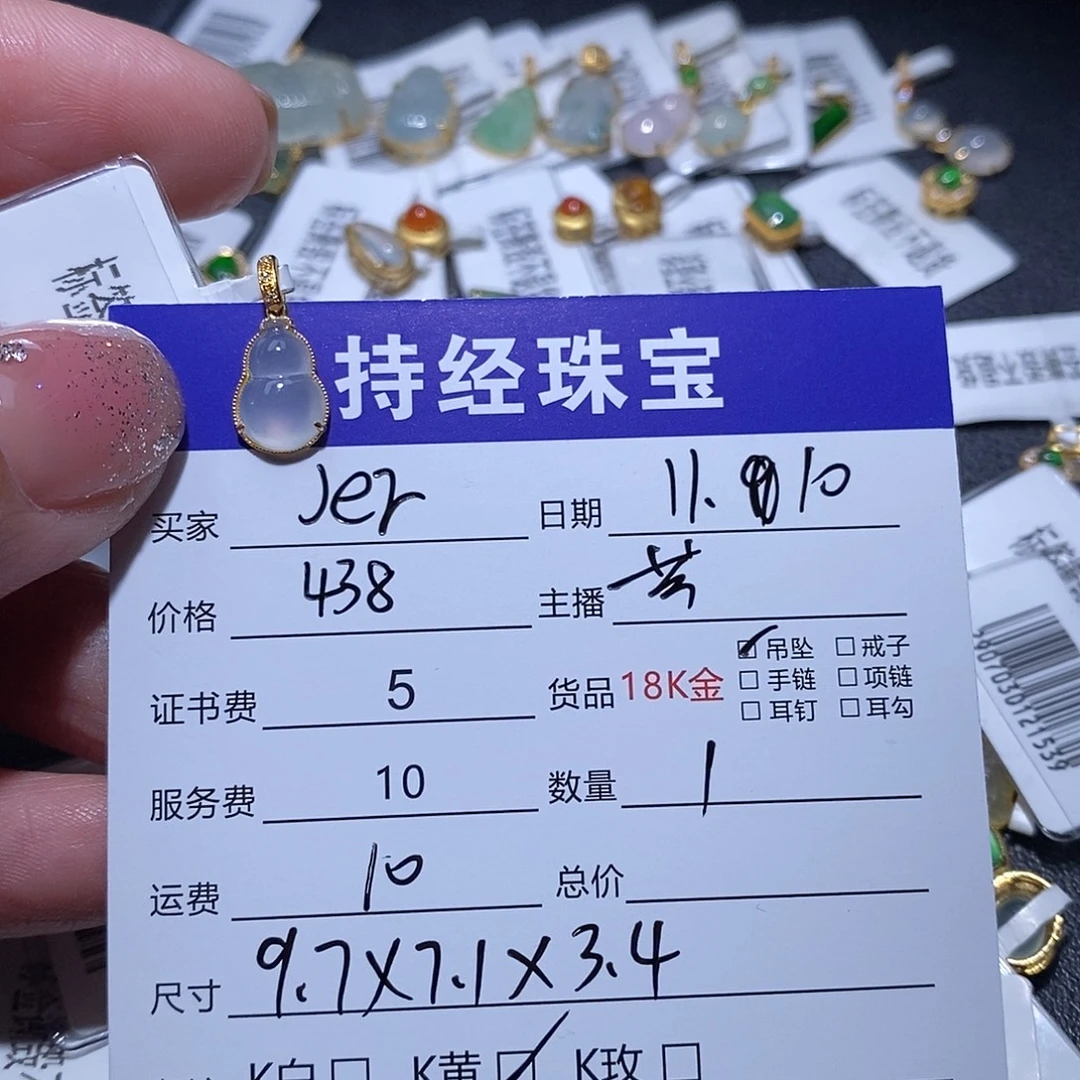 持经珠宝
买家 Jer 日期 11. 10
价格 438 主播
证书费 5 货品 18K金 ☑吊坠 □戒子
□手链 □项链
□耳钉 □耳勾
服务费 10 数量 1
运费 10 总价
尺寸 9.7X7.1X3.4
K白□ K黄☑ K玫□
6907030121539